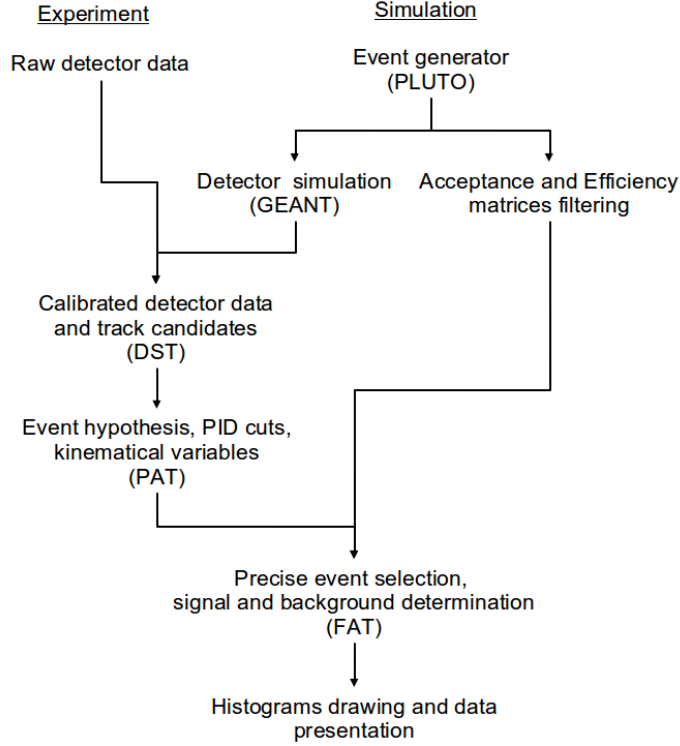 Experiment
Simulation
Raw detector data
Event generator
(PLUTO)
Detector simulation
(GEANT)
Acceptance and Efficiency
matrices filtering
Calibrated detector data
and track candidates
(DST)
Event hypothesis, PID cuts,
kinematical variables
(PAT)
Precise event selection,
signal and background determination
(FAT)
Histograms drawing and data
presentation